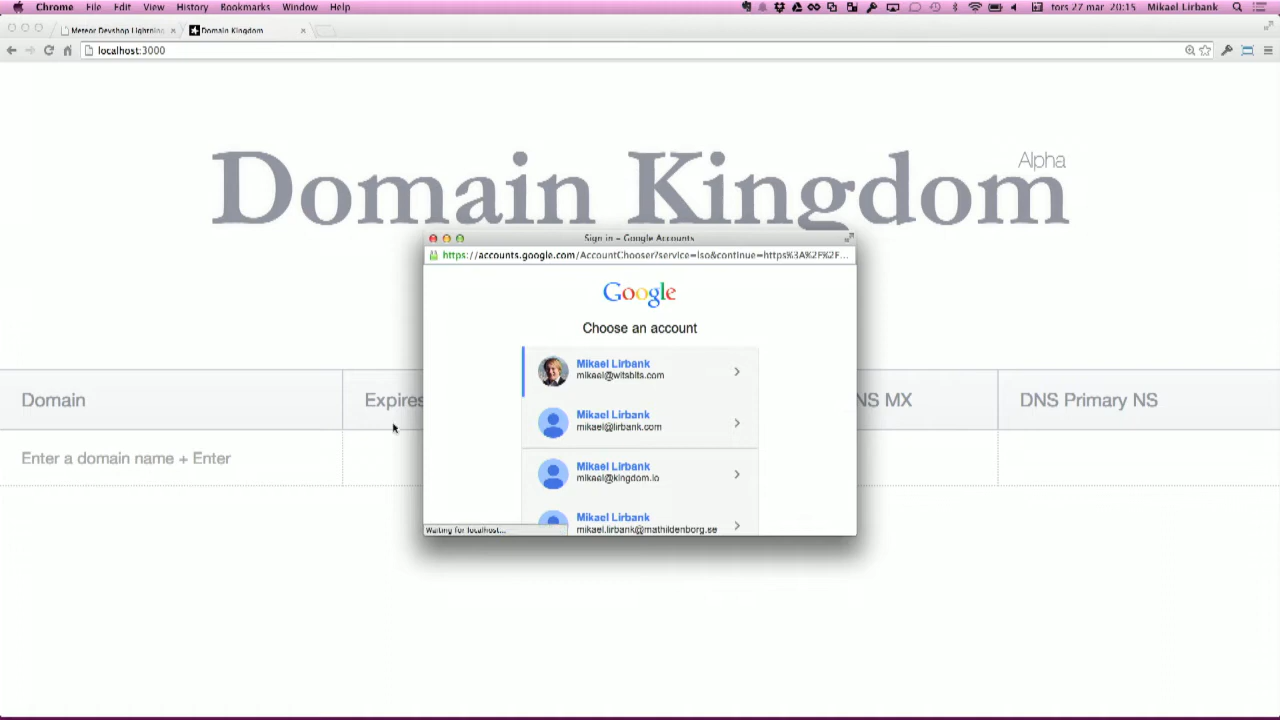 Chrome File Edit View History Bookmarks Window Help tors 27 mar 20:15 Mikael Lirbank
Meteor Devshop Lightning Domain Kingdom
localhost:3000
Domain Kingdom Alpha
Sign in – Google Accounts
https://accounts.google.com/AccountChooser?service=lso&continue=https%3A%2F%2F...
Google
Choose an account
Mikael Lirbank
mikael@witsbits.com
Mikael Lirbank
mikael@lirbank.com
Mikael Lirbank
mikael@kingdom.io
Mikael Lirbank
mikael.lirbank@mathildenborg.se
Waiting for localhost...
Domain Expires NS MX DNS Primary NS
Enter a domain name + Enter